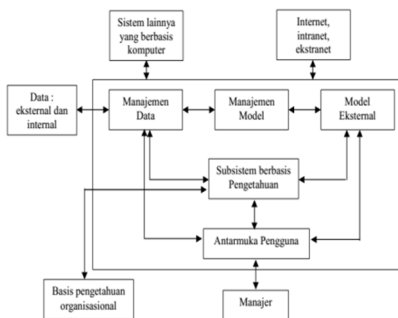 Sistem lainnya
yang berbasis
komputer
Internet,
intranet,
ekstranet
Data :
eksternal dan
internal
Manajemen
Data
Manajemen
Model
Model
Eksternal
Subsistem berbasis
Pengetahuan
Antarmuka Pengguna
Basis pengetahuan
organisasional
Manajer